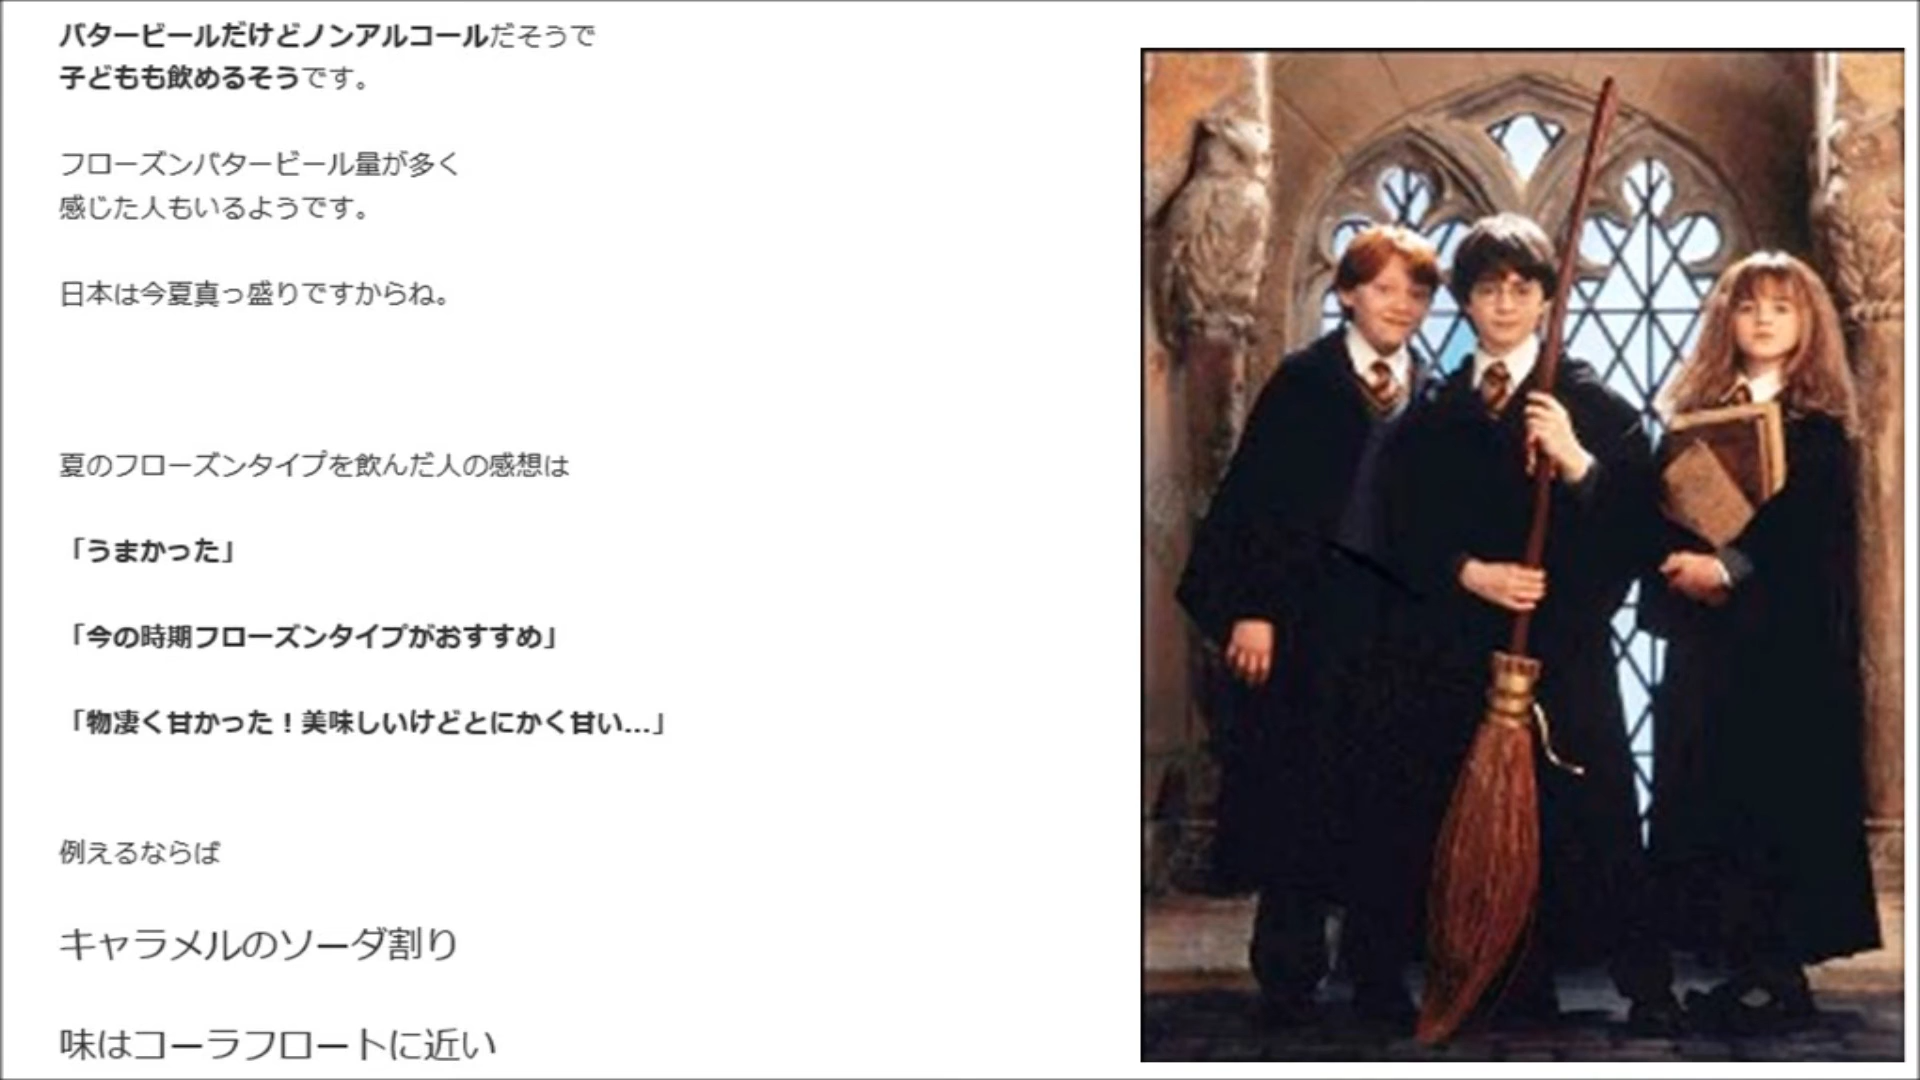 バタービールだけどノンアルコールだそうで
子どもも飲めるそうです。
フローズンバタービール量が多く
感じた人もいるようです。
日本は今夏真っ盛りですからね。
夏のフローズンタイプを飲んだ人の感想は
「うまかった」
「今の時期フローズンタイプがおすすめ」
「物凄く甘かった！美味しいけどとにかく甘い…」
例えるならば
キャラメルのソーダ割り
味はコーラフロートに近い